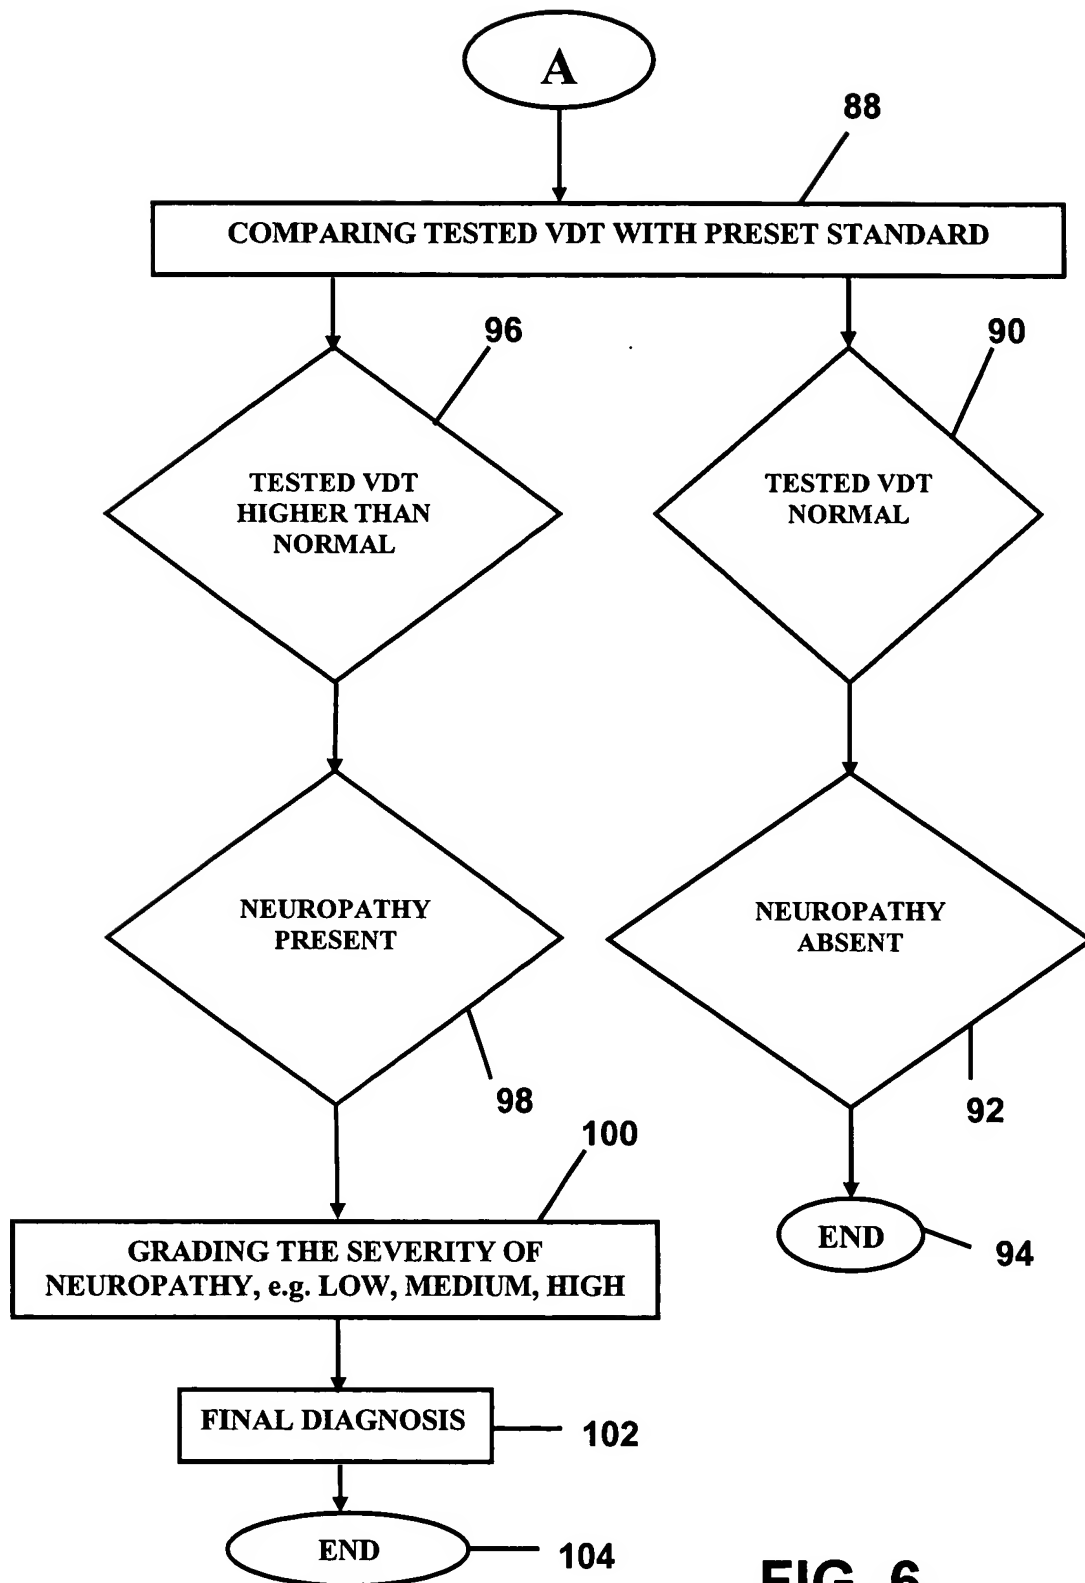 A
88
COMPARING TESTED VDT WITH PRESET STANDARD
96
90
TESTED VDT
HIGHER THAN
NORMAL
TESTED VDT
NORMAL
NEUROPATHY
PRESENT
NEUROPATHY
ABSENT
98
92
100
GRADING THE SEVERITY OF
NEUROPATHY, e.g. LOW, MEDIUM, HIGH
END
94
FINAL DIAGNOSIS
102
END
104
FIG. 6